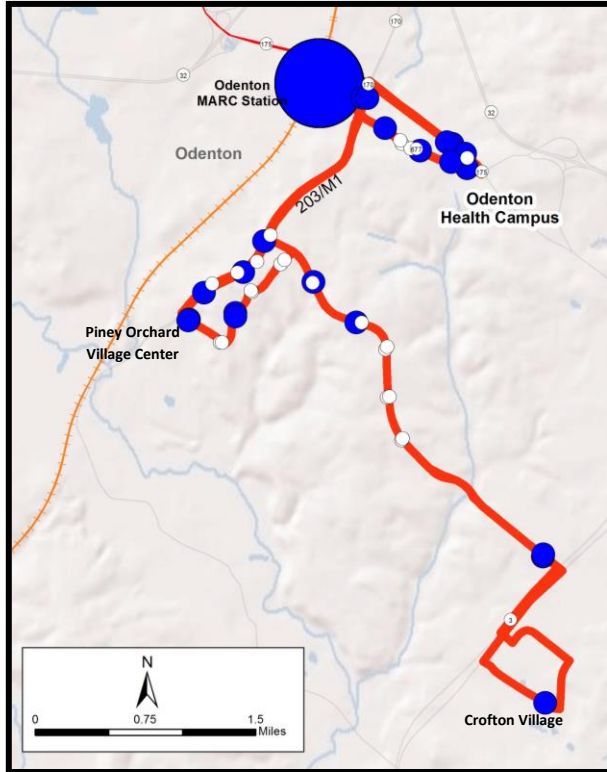 170
175
32
Odenton
MARC Station
170
32
Odenton
677
175
Odenton
Health Campus
203/M1
Piney Orchard
Village Center
3
N
0
0.75
1.5
Miles
Crofton Village